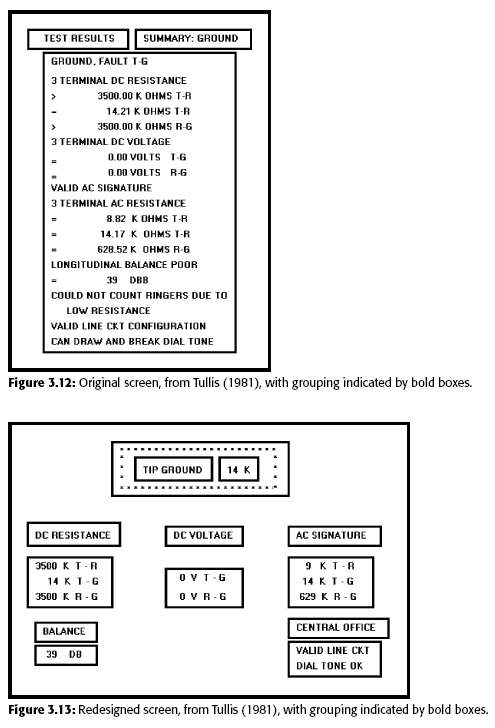 TEST RESULTS SUMMARY: GROUND
GROUND, FAULT T-G
3 TERMINAL DC RESISTANCE
> 3500.00 K OHMS T-R
= 14.21 K OHMS T-R
> 3500.00 K OHMS R-G
3 TERMINAL DC VOLTAGE
= 0.00 VOLTS T-G
= 0.00 VOLTS R-G
VALID AC SIGNATURE
3 TERMINAL AC RESISTANCE
= 8.82 K OHMS T-R
= 14.17 K OHMS T-R
= 628.52 K OHMS R-G
LONGITUDINAL BALANCE POOR
= 39 DBB
COULD NOT COUNT RINGERS DUE TO
LOW RESISTANCE
VALID LINE CKT CONFIGURATION
CAN DRAW AND BREAK DIAL TONE
Figure 3.12: Original screen, from Tullis (1981), with grouping indicated by bold boxes.
TIP GROUND 14 K
DC RESISTANCE DC VOLTAGE AC SIGNATURE
3500 K T-R 9 K T-R
14 K T-G 0 V T-G 14 K T-G
3500 K R-G 0 V R-G 629 K R-G
BALANCE CENTRAL OFFICE
39 DB VALID LINE CKT
DIAL TONE OK
Figure 3.13: Redesigned screen, from Tullis (1981), with grouping indicated by bold boxes.